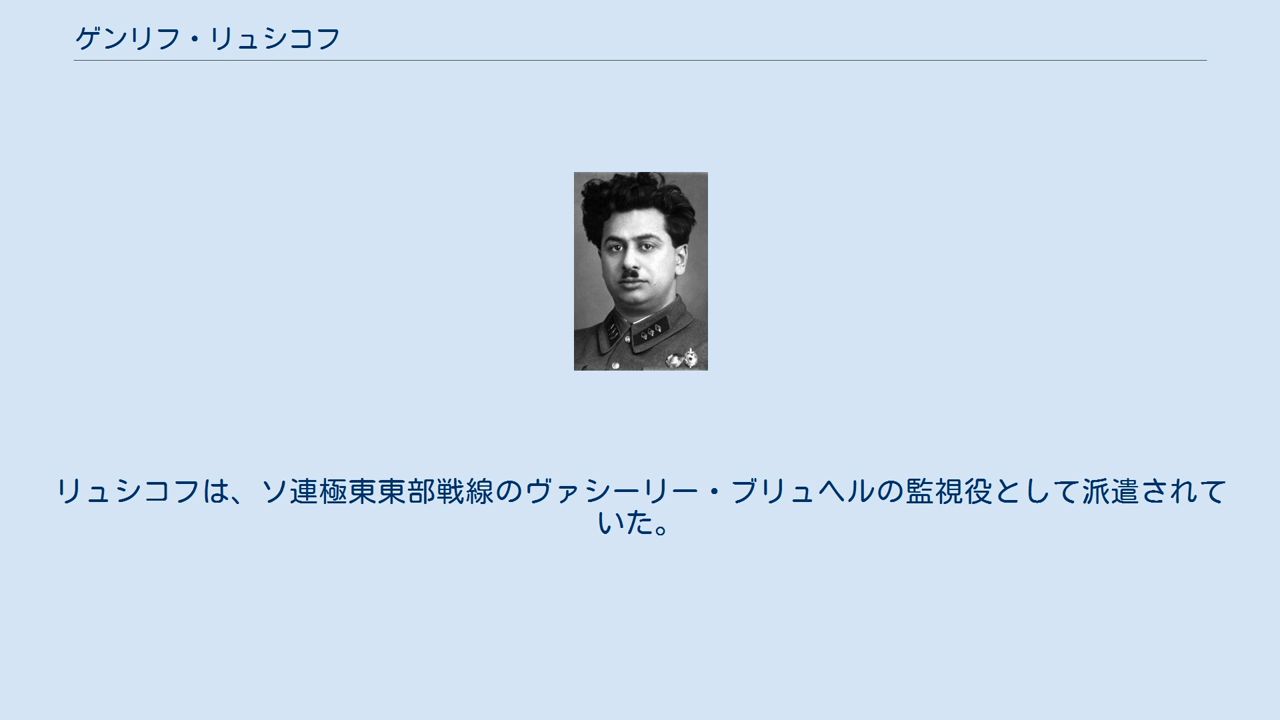 ゲンリフ・リュシコフ
リュシコフは、ソ連極東東部戦線のヴァシーリー・ブリュヘルの監視役として派遣されて
いた。